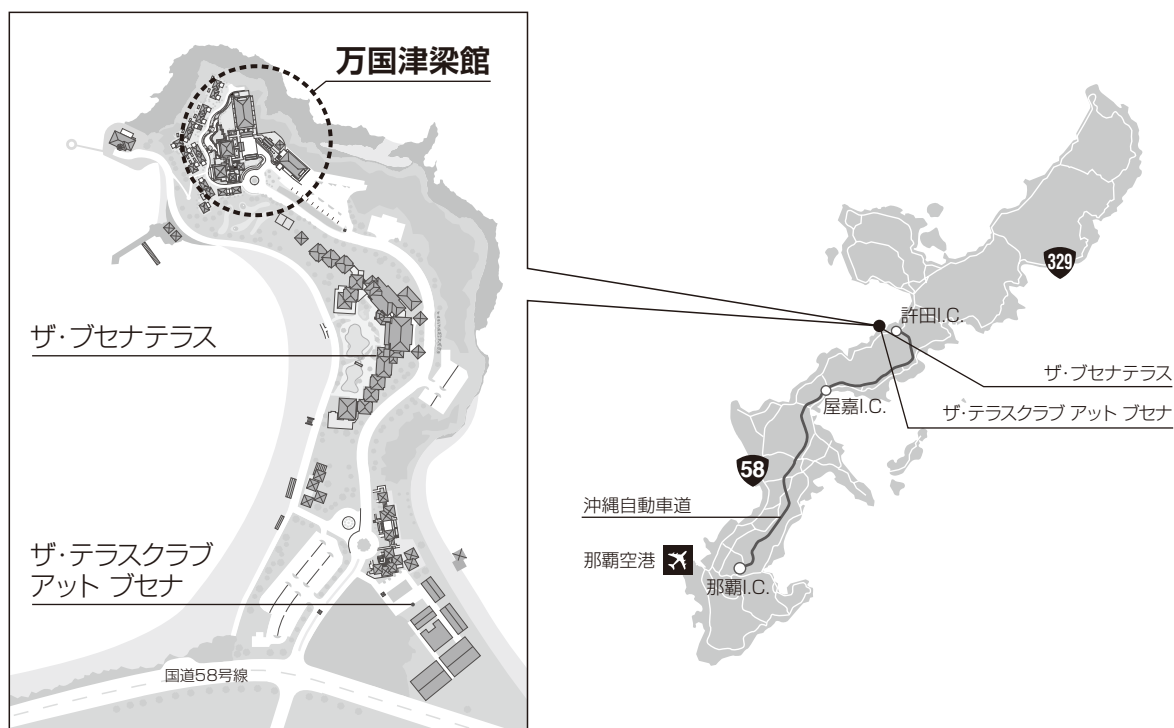 万国津梁館
ザ・ブセナテラス
ザ・テラスクラブ
アット ブセナ
国道58号線
329
許田I.C.
ザ・ブセナテラス
屋嘉I.C.
ザ・テラスクラブ アット ブセナ
58
沖縄自動車道
那覇空港
那覇I.C.